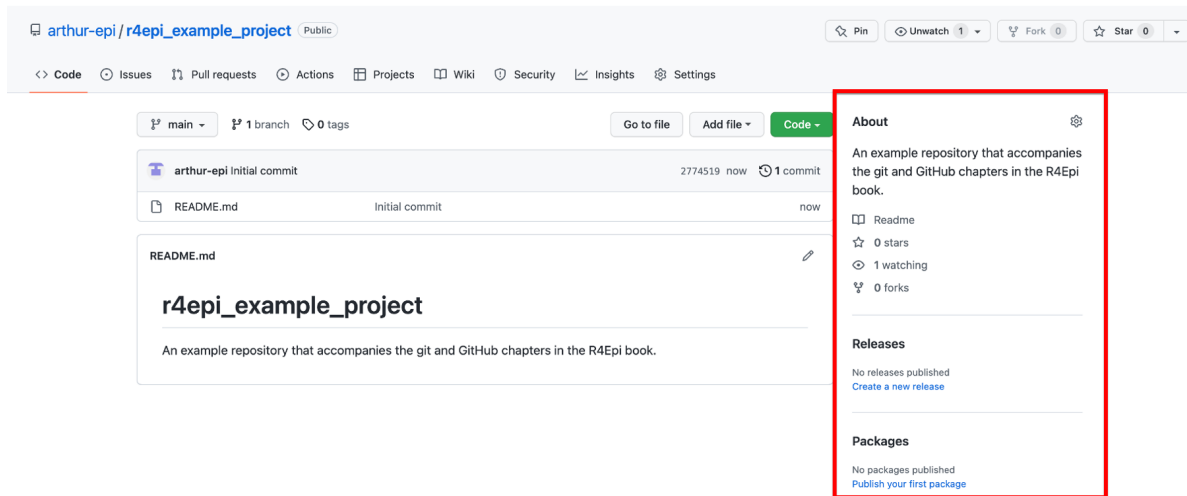 arthur-epi / r4epi_example_project Public
Pin Unwatch 1 Fork 0 Star 0
Code Issues Pull requests Actions Projects Wiki Security Insights Settings
main 1 branch 0 tags Go to file Add file Code
arthur-epi Initial commit 2774519 now 1 commit
README.md Initial commit now
README.md
r4epi_example_project
An example repository that accompanies the git and GitHub chapters in the R4Epi book.
About
An example repository that accompanies
the git and GitHub chapters in the R4Epi
book.
Readme
0 stars
1 watching
0 forks
Releases
No releases published
Create a new release
Packages
No packages published
Publish your first package